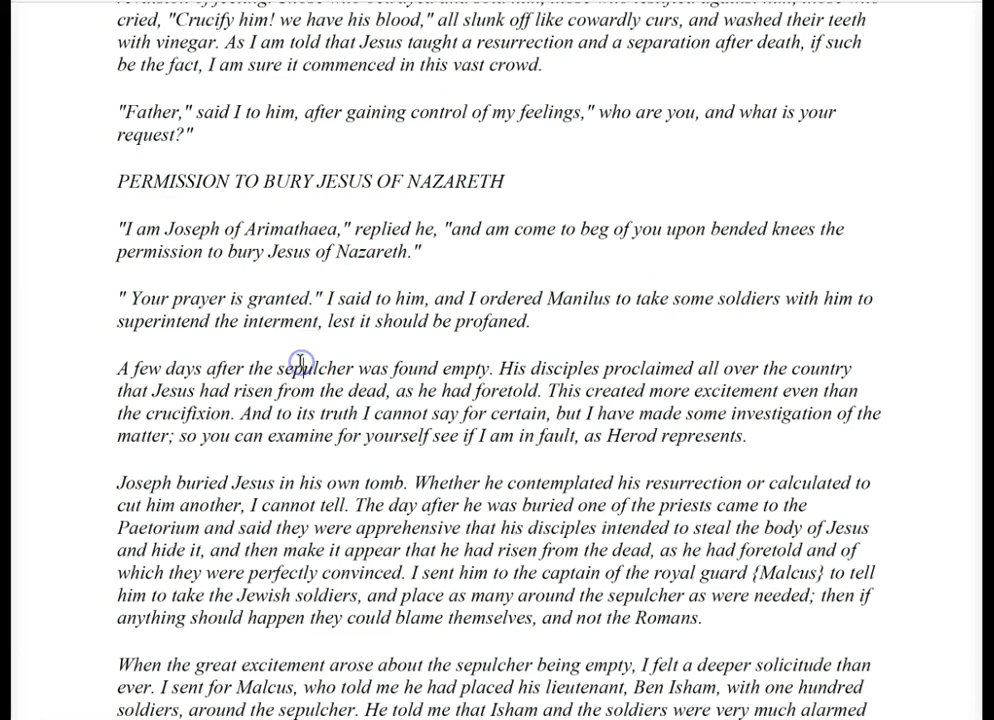 cried, "Crucify him! we have his blood," all slunk off like cowardly curs, and washed their teeth
with vinegar. As I am told that Jesus taught a resurrection and a separation after death, if such
be the fact, I am sure it commenced in this vast crowd.
"Father," said I to him, after gaining control of my feelings," who are you, and what is your
request?"
PERMISSION TO BURY JESUS OF NAZARETH
"I am Joseph of Arimathaea," replied he, "and am come to beg of you upon bended knees the
permission to bury Jesus of Nazareth."
" Your prayer is granted." I said to him, and I ordered Manilus to take some soldiers with him to
superintend the interment, lest it should be profaned.
A few days after the sepulcher was found empty. His disciples proclaimed all over the country
that Jesus had risen from the dead, as he had foretold. This created more excitement even than
the crucifixion. And to its truth I cannot say for certain, but I have made some investigation of the
matter; so you can examine for yourself see if I am in fault, as Herod represents.
Joseph buried Jesus in his own tomb. Whether he contemplated his resurrection or calculated to
cut him another, I cannot tell. The day after he was buried one of the priests came to the
Paetorium and said they were apprehensive that his disciples intended to steal the body of Jesus
and hide it, and then make it appear that he had risen from the dead, as he had foretold and of
which they were perfectly convinced. I sent him to the captain of the royal guard {Malcus} to tell
him to take the Jewish soldiers, and place as many around the sepulcher as were needed; then if
anything should happen they could blame themselves, and not the Romans.
When the great excitement arose about the sepulcher being empty, I felt a deeper solicitude than
ever. I sent for Malcus, who told me he had placed his lieutenant, Ben Isham, with one hundred
soldiers, around the sepulcher. He told me that Isham and the soldiers were very much alarmed